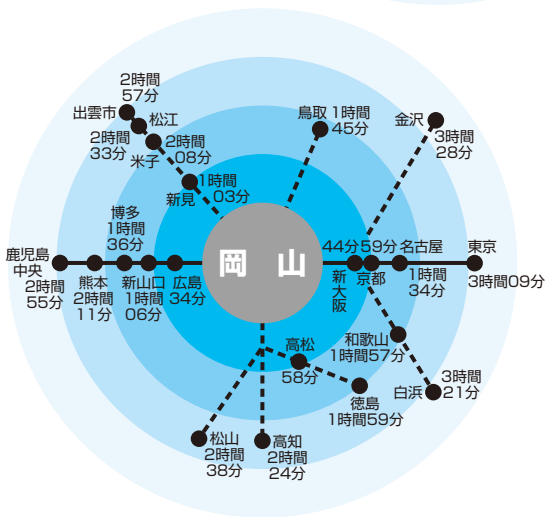 2時間
57分
出雲市
松江
2時間
33分
2時間
08分
米子
1時間
03分
新見
鳥取
1時間
45分
金沢
3時間
28分
岡 山
鹿児島
中央
2時間
55分
熊本
2時間
11分
博多
1時間
36分
新山口
1時間
06分
広島
34分
44分
新大阪
59分
京都
名古屋
1時間
34分
東京
3時間09分
和歌山
1時間57分
白浜
3時間
21分
高松
58分
徳島
1時間59分
松山
2時間
38分
高知
2時間
24分